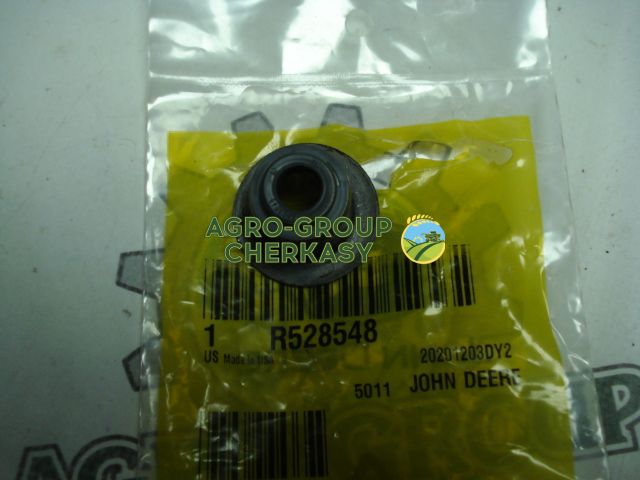 AGRO-GROUP
CHERKASY
1 R528548
US Made in USA 20201203DY2
5011 JOHN DEERE